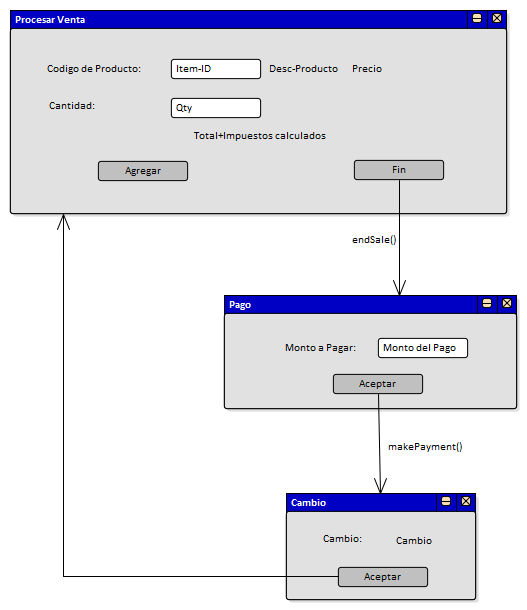 Procesar Venta
Codigo de Producto: Item-ID Desc-Producto Precio
Cantidad: Qty
Total+Impuestos calculados
Agregar Fin
endSale()
Pago
Monto a Pagar: Monto del Pago
Aceptar
makePayment()
Cambio
Cambio: Cambio
Aceptar